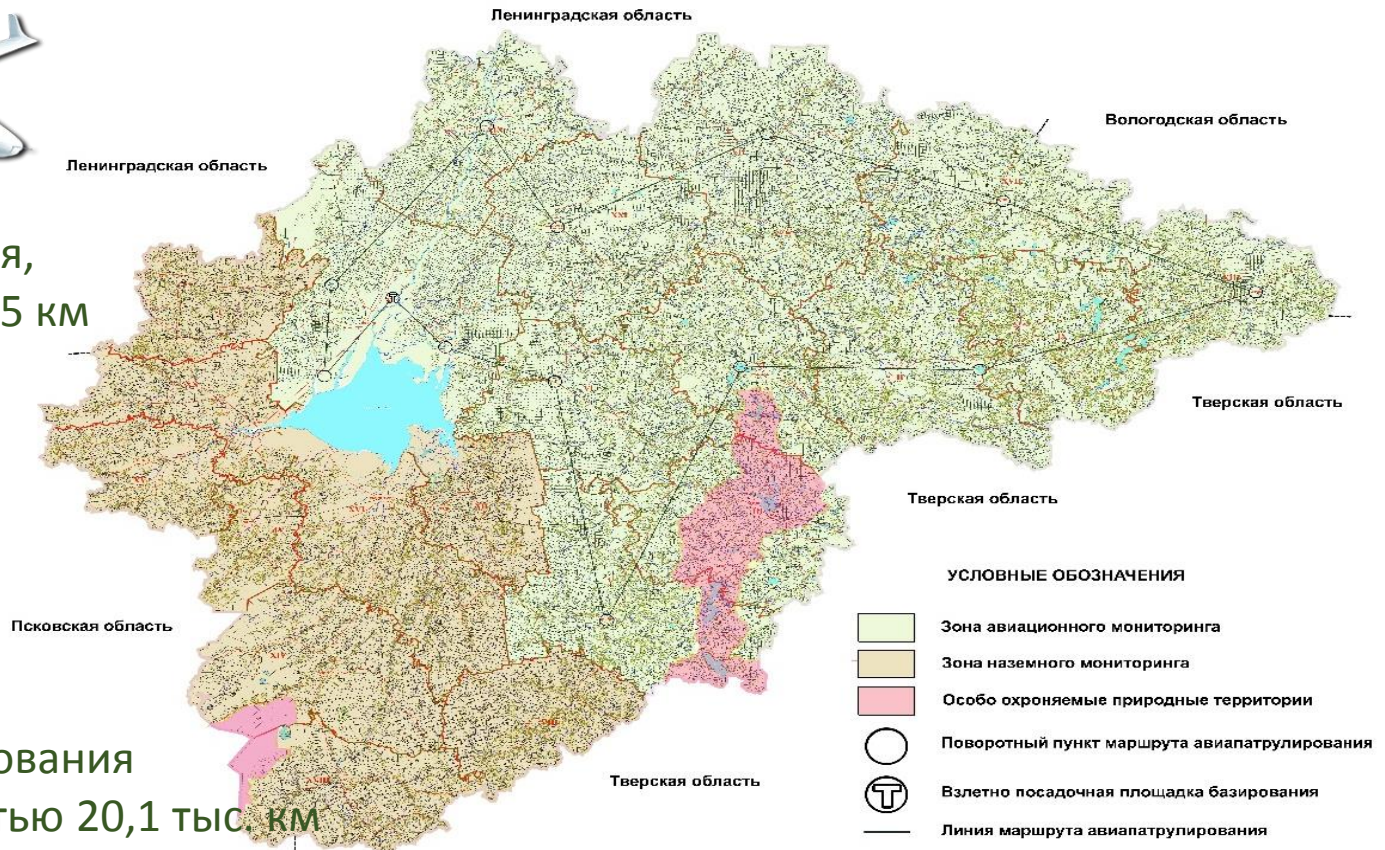 Ленинградская область
Вологодская область
Ленинградская область
я,
5 км
Тверская область
Тверская область
УСЛОВНЫЕ ОБОЗНАЧЕНИЯ
Зона авиационного мониторинга
Псковская область
Зона наземного мониторинга
Особо охроняемые природные территории
Поворотный пункт маршрута авиапатрулирования
ования
Тверская область
Взлетно посадочная площадка базирования
тью 20,1 тыс. км
Линия маршрута авиапатрулирования